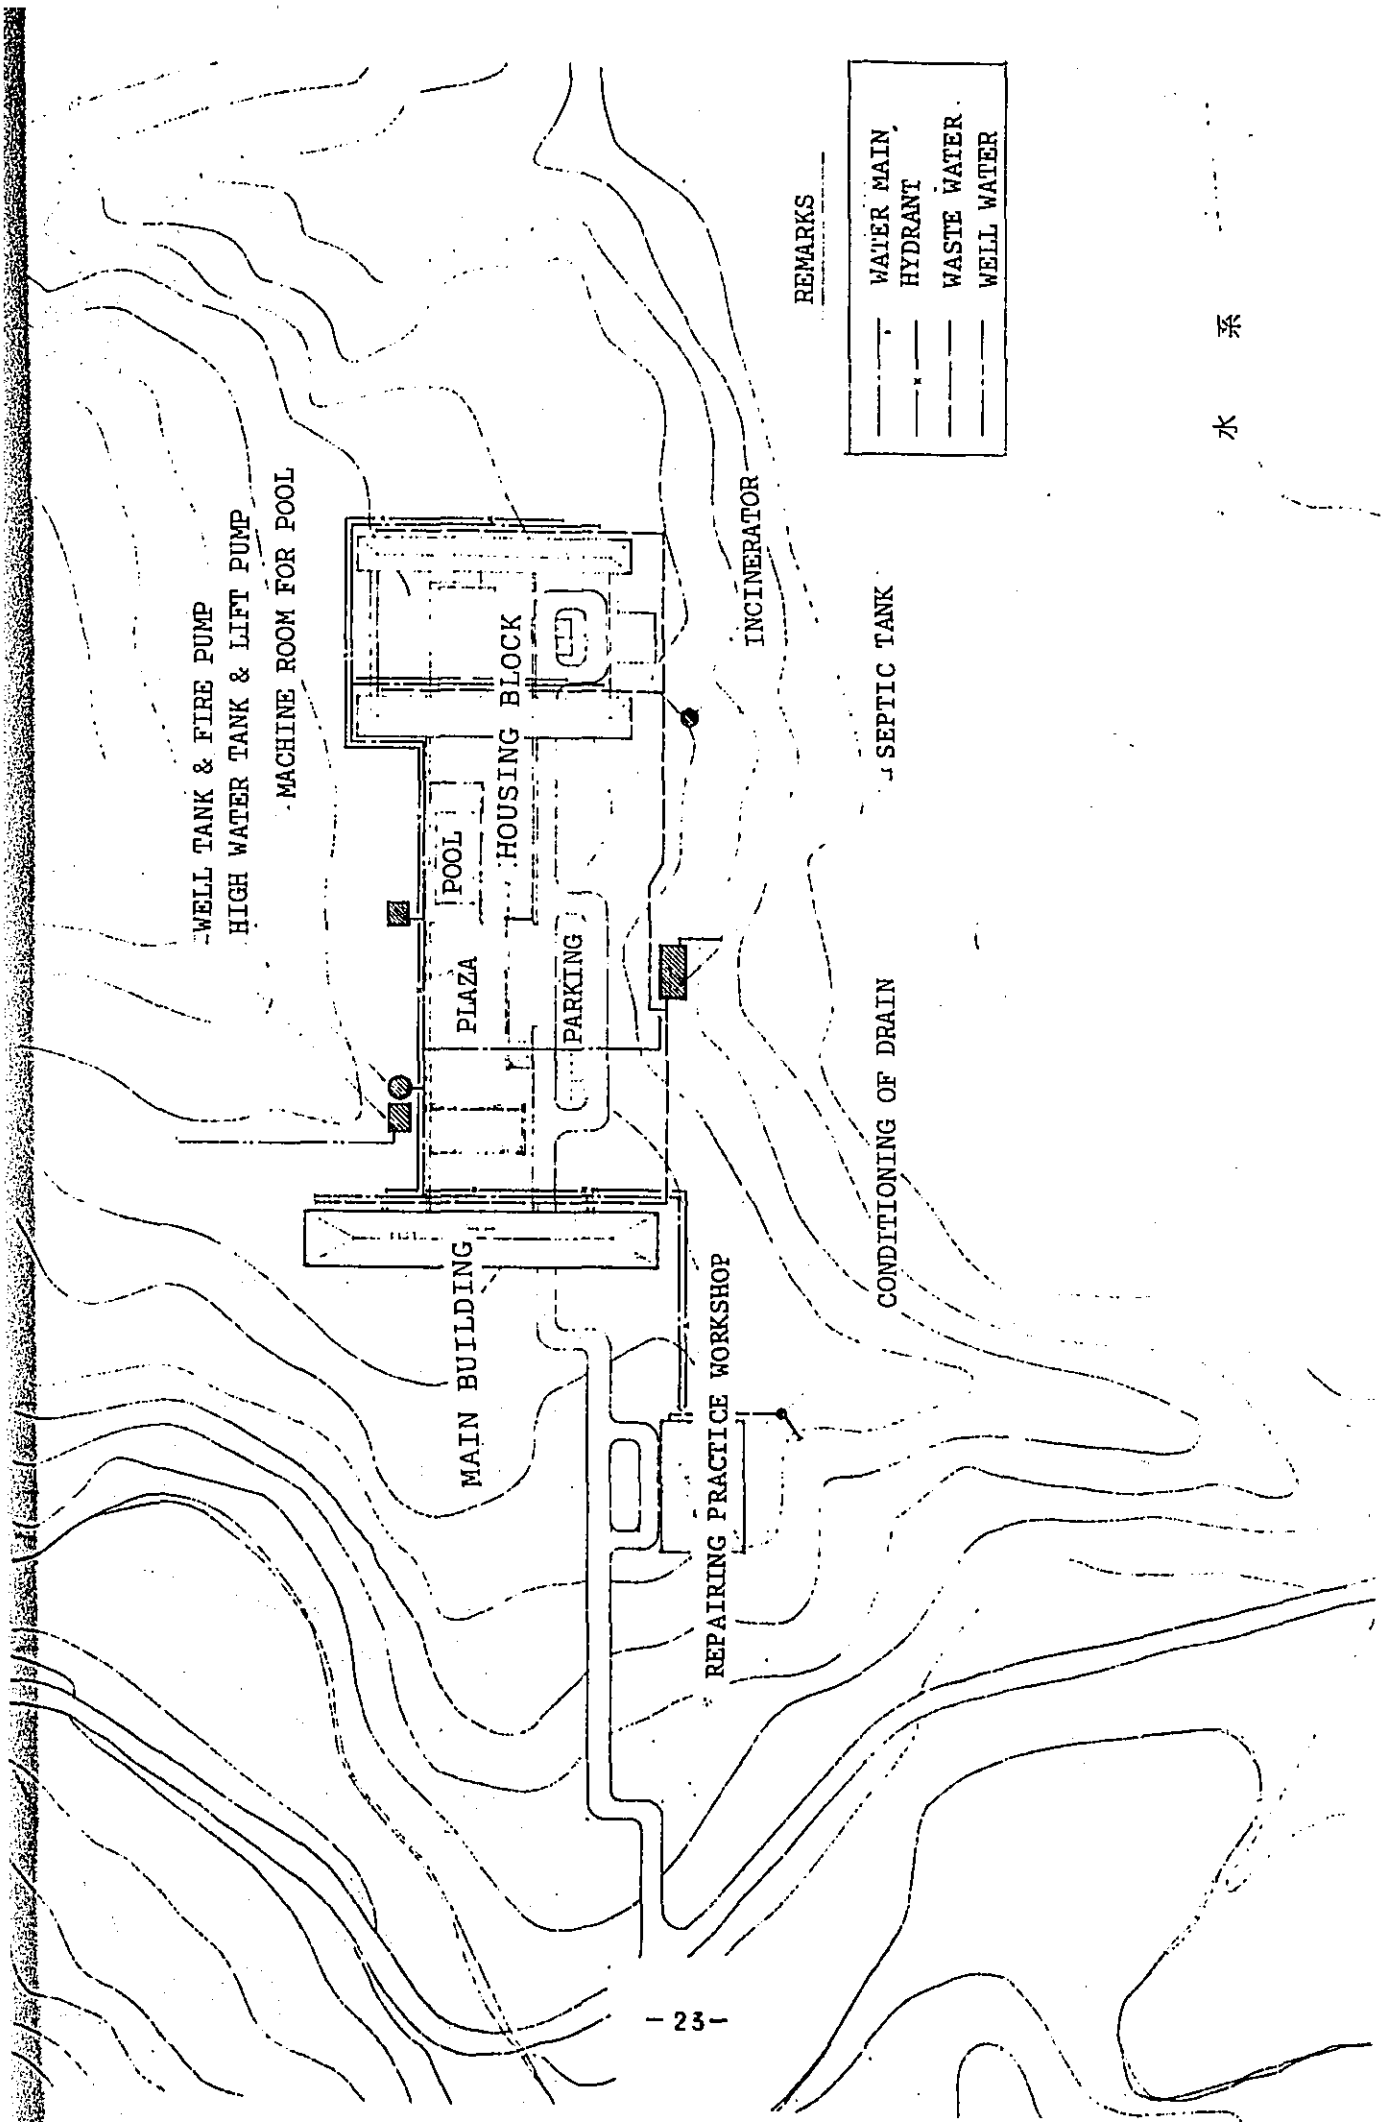 WELL TANK & FIRE PUMP
HIGH WATER TANK & LIFT PUMP
MACHINE ROOM FOR POOL
MAIN BUILDING
PLAZA
POOL
HOUSING BLOCK
PARKING
REPAIRING PRACTICE WORKSHOP
INCINERATOR
CONDITIONING OF DRAIN
SEPTIC TANK
REMARKS
WATER MAIN
HYDRANT
WASTE WATER
WELL WATER
水 系
-23-